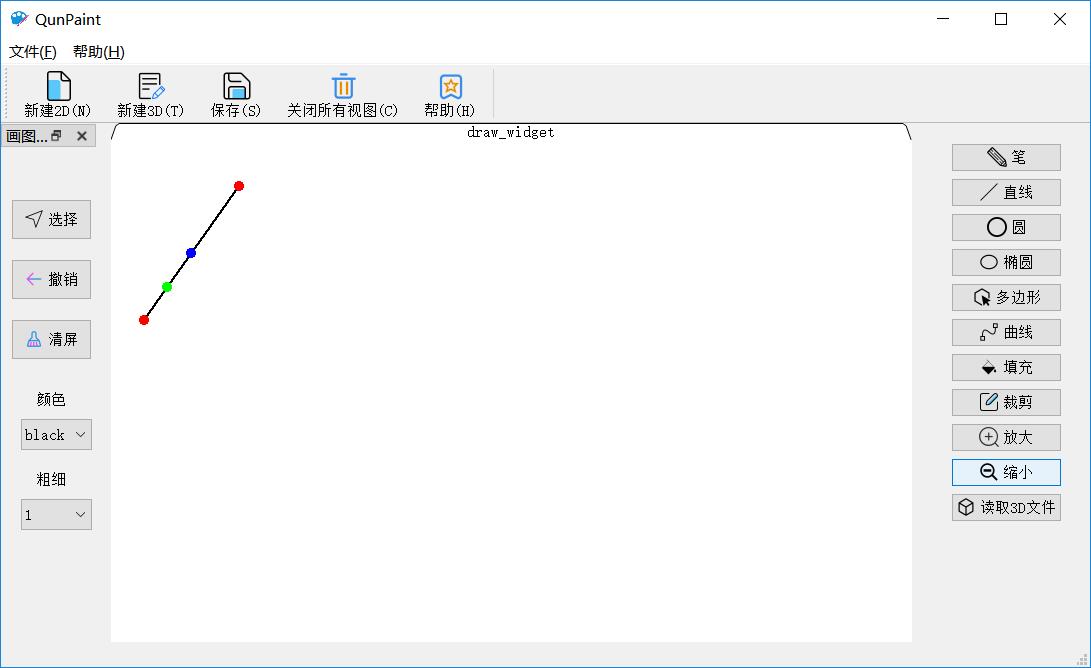 QunPaint
文件(F) 帮助(H)
新建2D(N) 新建3D(T) 保存(S) 关闭所有视图(C) 帮助(H)
画图...
draw_widget
选择
撤销
清屏
颜色
black
粗细
1
笔
直线
圆
椭圆
多边形
曲线
填充
裁剪
放大
缩小
读取3D文件